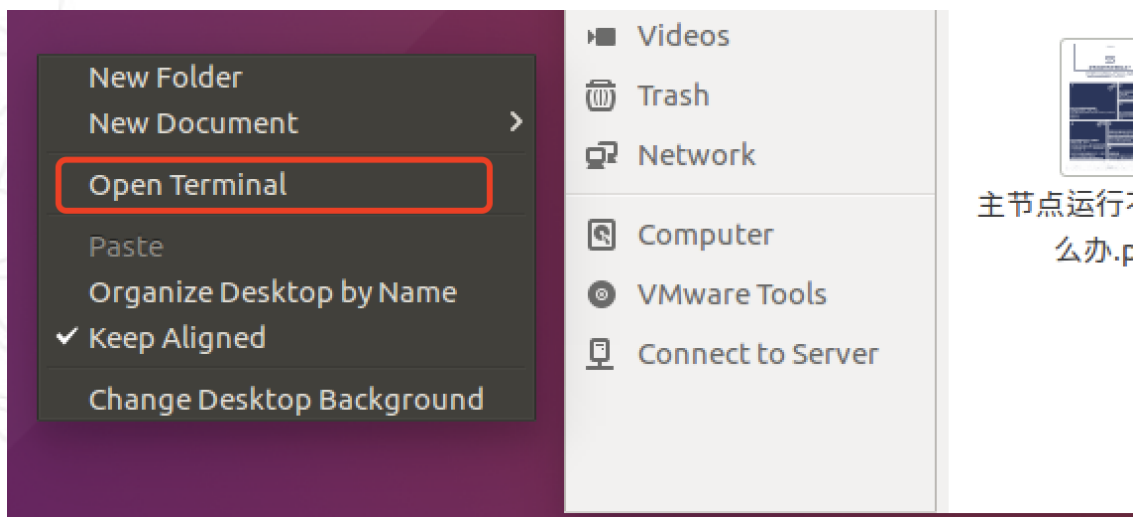 New Folder
New Document
Open Terminal
Paste
Organize Desktop by Name
Keep Aligned
Change Desktop Background
Videos
Trash
Network
Computer
VMware Tools
Connect to Server
主节点运行
么办.p